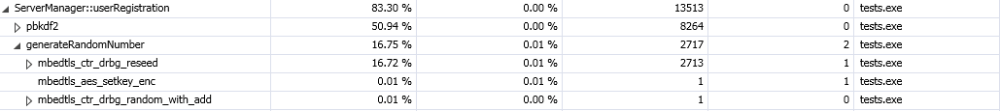 ServerManager::userRegistration 83.30 % 0.00 % 13513 0 tests.exe
pbkdf2 50.94 % 0.00 % 8264 0 tests.exe
generateRandomNumber 16.75 % 0.01 % 2717 2 tests.exe
mbedtls_ctr_drbg_reseed 16.72 % 0.01 % 2713 1 tests.exe
mbedtls_aes_setkey_enc 0.01 % 0.01 % 1 1 tests.exe
mbedtls_ctr_drbg_random_with_add 0.01 % 0.00 % 1 0 tests.exe